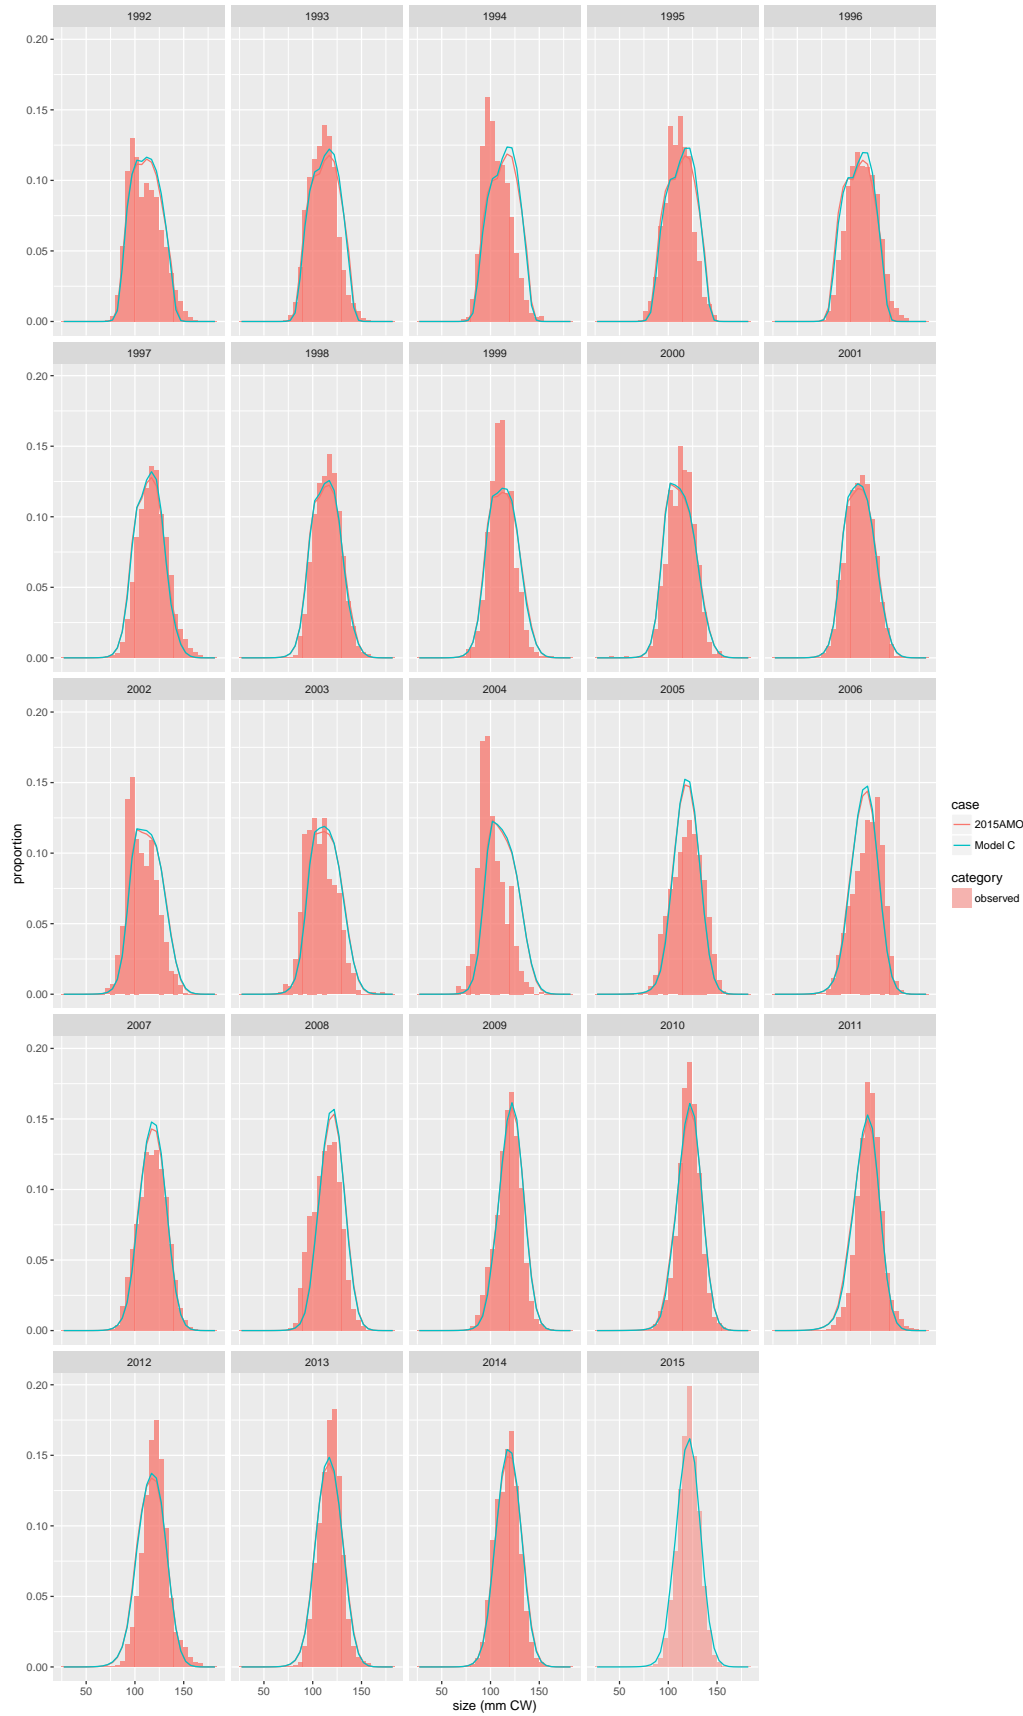 1992 1993 1994 1995 1996
0.20
0.15
0.10
0.05
0.00
1997 1998 1999 2000 2001
0.20
0.15
0.10
0.05
0.00
2002 2003 2004 2005 2006
0.20
0.15
0.10
0.05
0.00
proportion
case
2015AMO
Model C
category
observed
2007 2008 2009 2010 2011
0.20
0.15
0.10
0.05
0.00
2012 2013 2014 2015
0.20
0.15
0.10
0.05
0.00
50 100 150 50 100 150 50 100 150 50 100 150
size (mm CW)